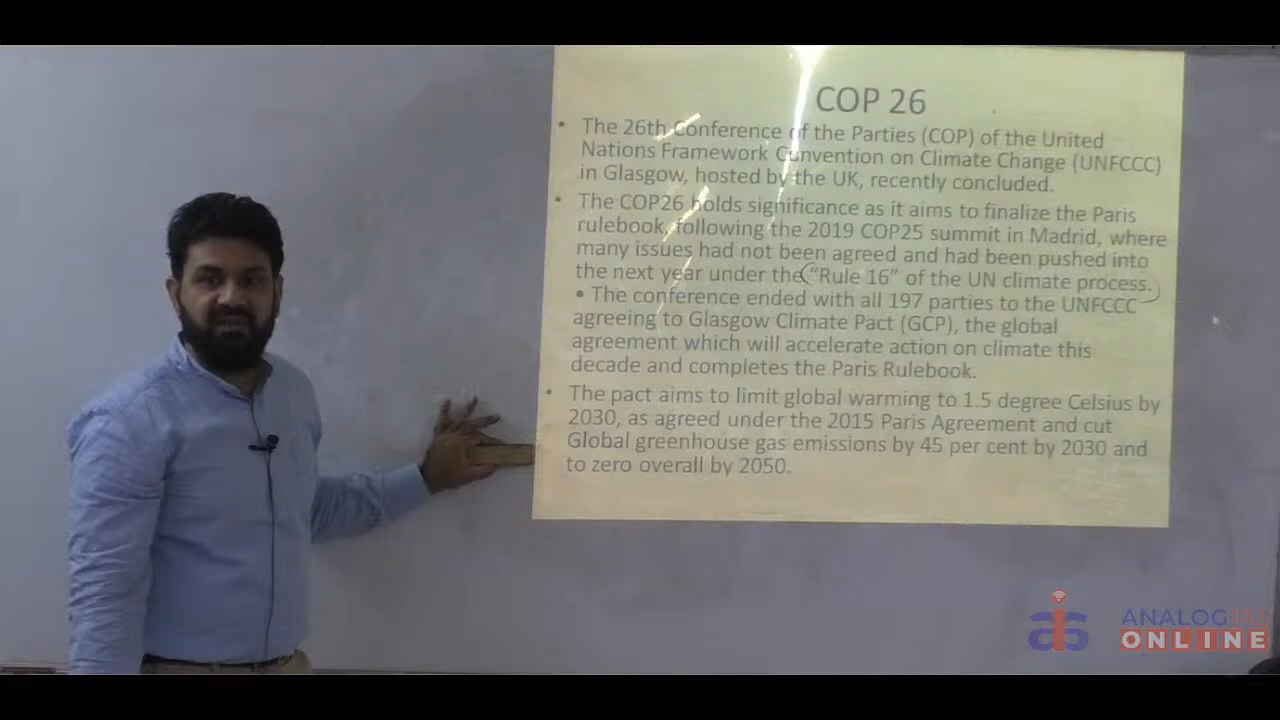 COP 26
• The 26th Conference of the Parties (COP) of the United
Nations Framework Convention on Climate Change (UNFCCC)
in Glasgow, hosted by the UK, recently concluded.
• The COP26 holds significance as it aims to finalize the Paris
rulebook, following the 2019 COP25 summit in Madrid, where
many issues had not been agreed and had been pushed into
the next year under the “Rule 16” of the UN climate process.
• The conference ended with all 197 parties to the UNFCCC
agreeing to Glasgow Climate Pact (GCP), the global
agreement which will accelerate action on climate this
decade and completes the Paris Rulebook.
• The pact aims to limit global warming to 1.5 degree Celsius by
2030, as agreed under the 2015 Paris Agreement and cut
Global greenhouse gas emissions by 45 per cent by 2030 and
to zero overall by 2050.
ais
ANALOG IAS
ONLINE